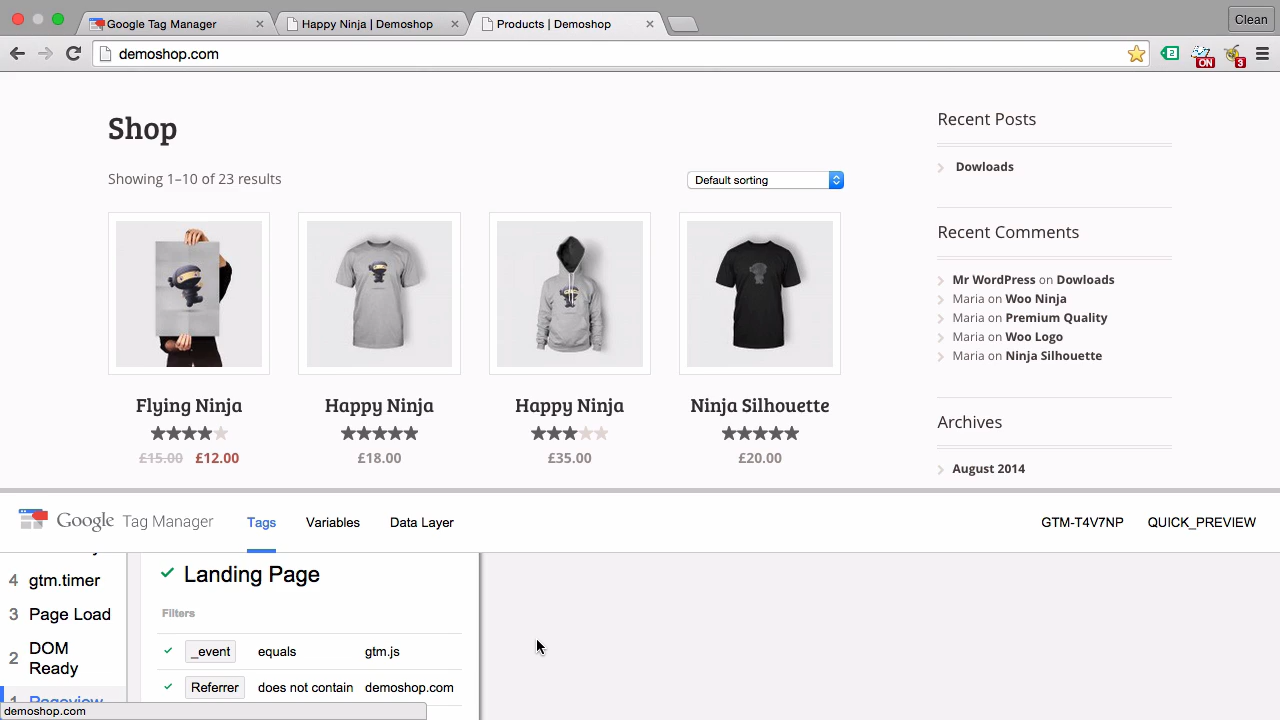 Google Tag Manager
Happy Ninja | Demoshop
Products | Demoshop
Clean
demoshop.com
2
ON
3
Shop
Showing 1–10 of 23 results
Default sorting
Flying Ninja
£15.00 £12.00
Happy Ninja
£18.00
Happy Ninja
£35.00
Ninja Silhouette
£20.00
Recent Posts
Dowloads
Recent Comments
Mr WordPress on Dowloads
Maria on Woo Ninja
Maria on Premium Quality
Maria on Woo Logo
Maria on Ninja Silhouette
Archives
August 2014
Google Tag Manager
Tags
Variables
Data Layer
GTM-T4V7NP
QUICK_PREVIEW
4 gtm.timer
3 Page Load
2 DOM
Ready
1 Pageview
Landing Page
Filters
_event equals gtm.js
Referrer does not contain demoshop.com
demoshop.com